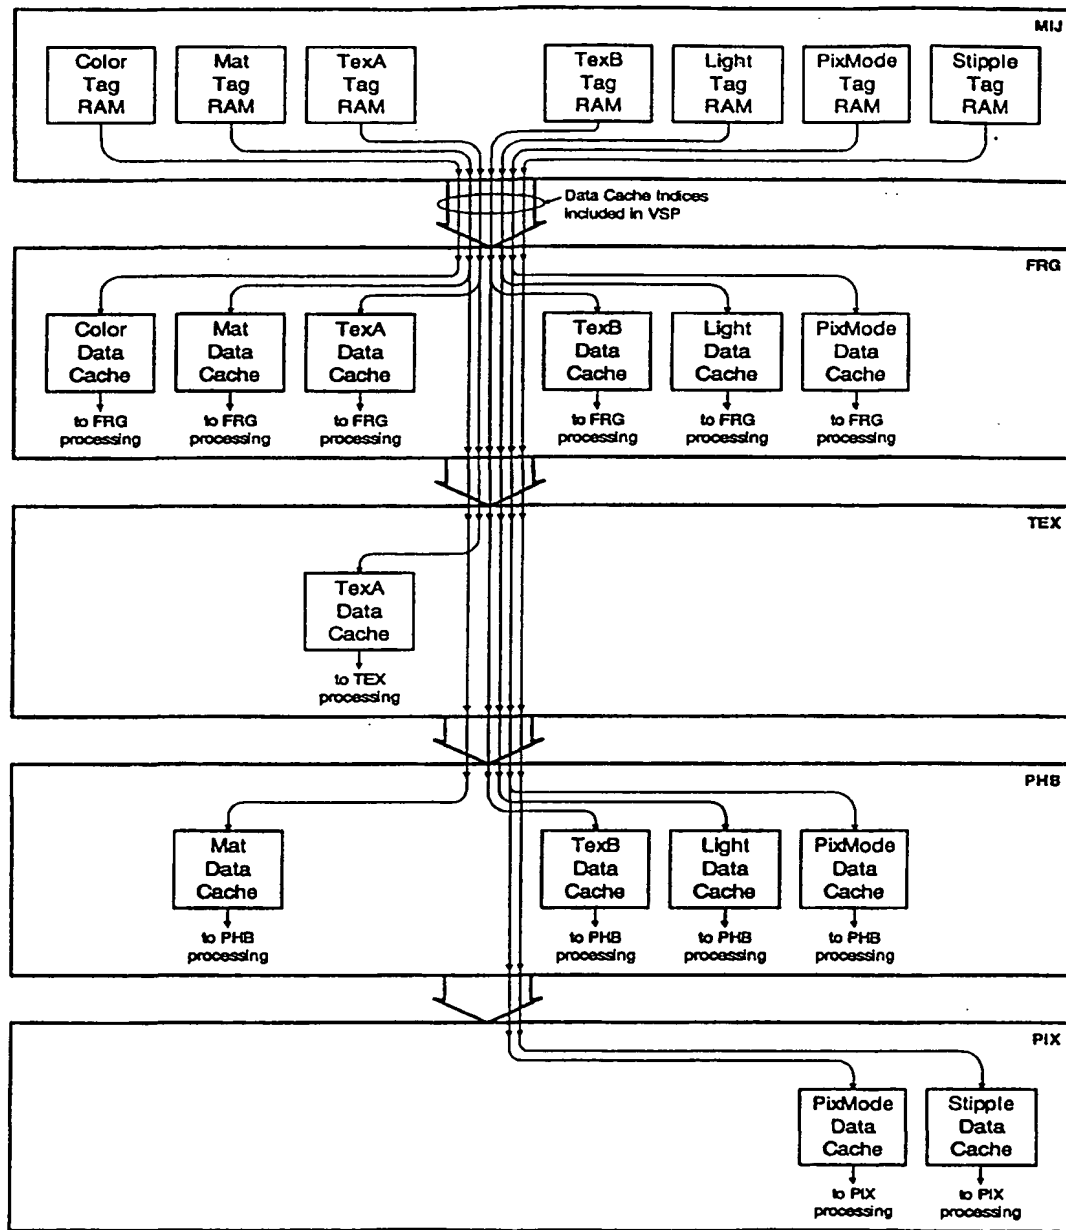 MIJ
Color
Tag
RAM
Mat
Tag
RAM
TexA
Tag
RAM
TexB
Tag
RAM
Light
Tag
RAM
PixMode
Tag
RAM
Stipple
Tag
RAM
Data Cache Indices
Included in VSP
FRG
Color
Data
Cache
Mat
Data
Cache
TexA
Data
Cache
TexB
Data
Cache
Light
Data
Cache
PixMode
Data
Cache
to FRG
processing
to FRG
processing
to FRG
processing
to FRG
processing
to FRG
processing
to FRG
processing
TEX
TexA
Data
Cache
to TEX
processing
PHB
Mat
Data
Cache
TexB
Data
Cache
Light
Data
Cache
PixMode
Data
Cache
to PHB
processing
to PHB
processing
to PHB
processing
to PHB
processing
PIX
PixMode
Data
Cache
Stipple
Data
Cache
to PIX
processing
to PIX
processing